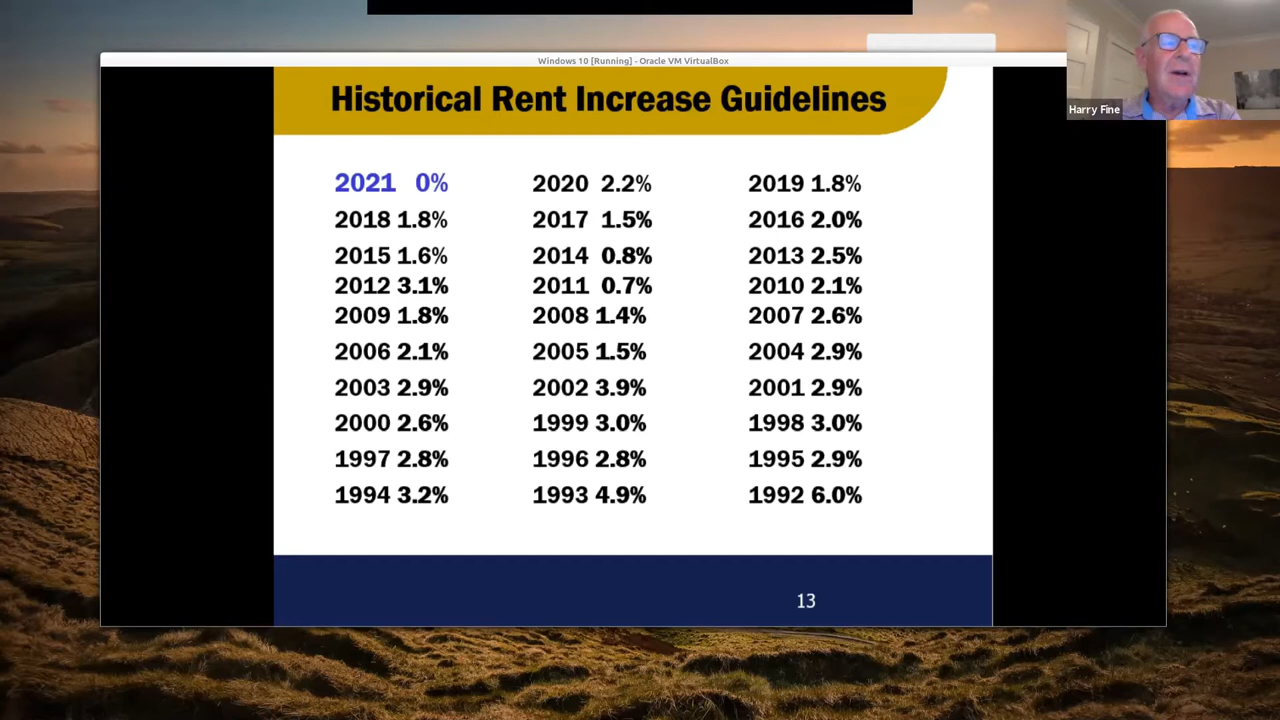 Windows 10 [Running] - Oracle VM VirtualBox
Harry Fine
Historical Rent Increase Guidelines
2021 0% 2020 2.2% 2019 1.8%
2018 1.8% 2017 1.5% 2016 2.0%
2015 1.6% 2014 0.8% 2013 2.5%
2012 3.1% 2011 0.7% 2010 2.1%
2009 1.8% 2008 1.4% 2007 2.6%
2006 2.1% 2005 1.5% 2004 2.9%
2003 2.9% 2002 3.9% 2001 2.9%
2000 2.6% 1999 3.0% 1998 3.0%
1997 2.8% 1996 2.8% 1995 2.9%
1994 3.2% 1993 4.9% 1992 6.0%
13